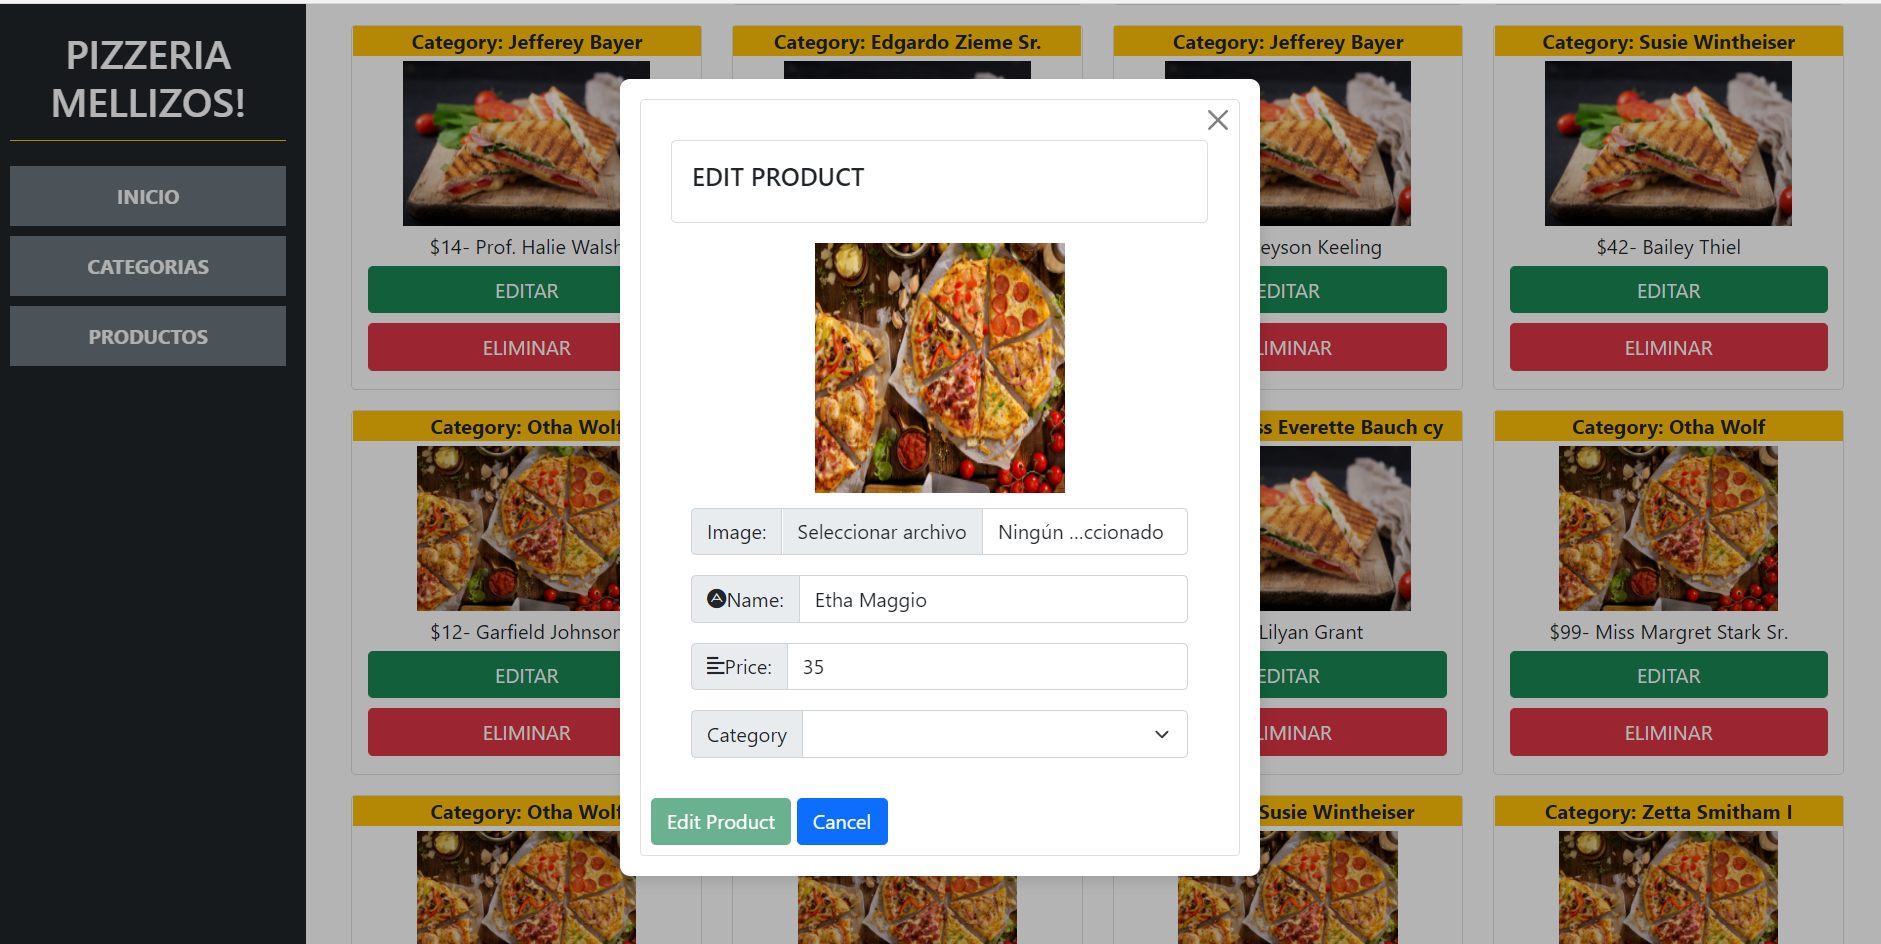 PIZZERIA
MELLIZOS!
INICIO
CATEGORIAS
PRODUCTOS
Category: Jefferey Bayer
Category: Edgardo Zieme Sr.
Category: Jefferey Bayer
Category: Susie Wintheiser
$14- Prof. Halie Walsh
eyson Keeling
$42- Bailey Thiel
EDITAR
EDITAR
EDITAR
ELIMINAR
LIMINAR
ELIMINAR
EDIT PRODUCT
Image: Seleccionar archivo Ningún ...ccionado
Name: Etha Maggio
Price: 35
Category
Edit Product
Cancel
Category: Otha Wolf
ss Everette Bauch cy
Category: Otha Wolf
$12- Garfield Johnson
Lilyan Grant
$99- Miss Margret Stark Sr.
EDITAR
EDITAR
EDITAR
ELIMINAR
LIMINAR
ELIMINAR
Category: Otha Wolf
Susie Wintheiser
Category: Zetta Smitham I